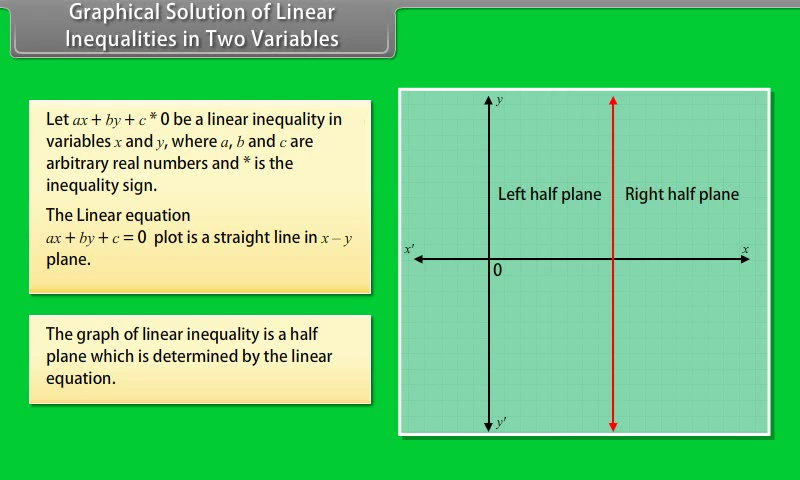 Graphical Solution of Linear
Inequalities in Two Variables
Let ax + by + c * 0 be a linear inequality in
variables x and y, where a, b and c are
arbitrary real numbers and * is the
inequality sign.
The Linear equation
ax + by + c = 0 plot is a straight line in x – y
plane.
The graph of linear inequality is a half
plane which is determined by the linear
equation.
y
Left half plane
Right half plane
x'
x
0
y'